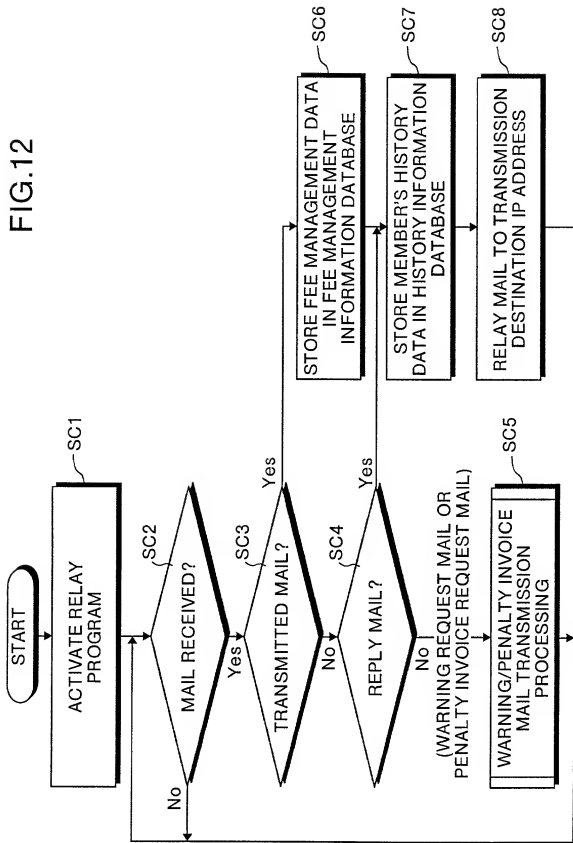 FIG.12
START
SC1
ACTIVATE RELAY
PROGRAM
SC2
MAIL RECEIVED?
No
Yes
SC3
TRANSMITTED MAIL?
Yes
No
SC4
REPLY MAIL?
Yes
No
(WARNING REQUEST MAIL OR
PENALTY INVOICE REQUEST MAIL)
SC5
WARNING/PENALTY INVOICE
MAIL TRANSMISSION
PROCESSING
SC6
STORE FEE MANAGEMENT DATA
IN FEE MANAGEMENT
INFORMATION DATABASE
SC7
STORE MEMBER'S HISTORY
DATA IN HISTORY INFORMATION
DATABASE
SC8
RELAY MAIL TO TRANSMISSION
DESTINATION IP ADDRESS